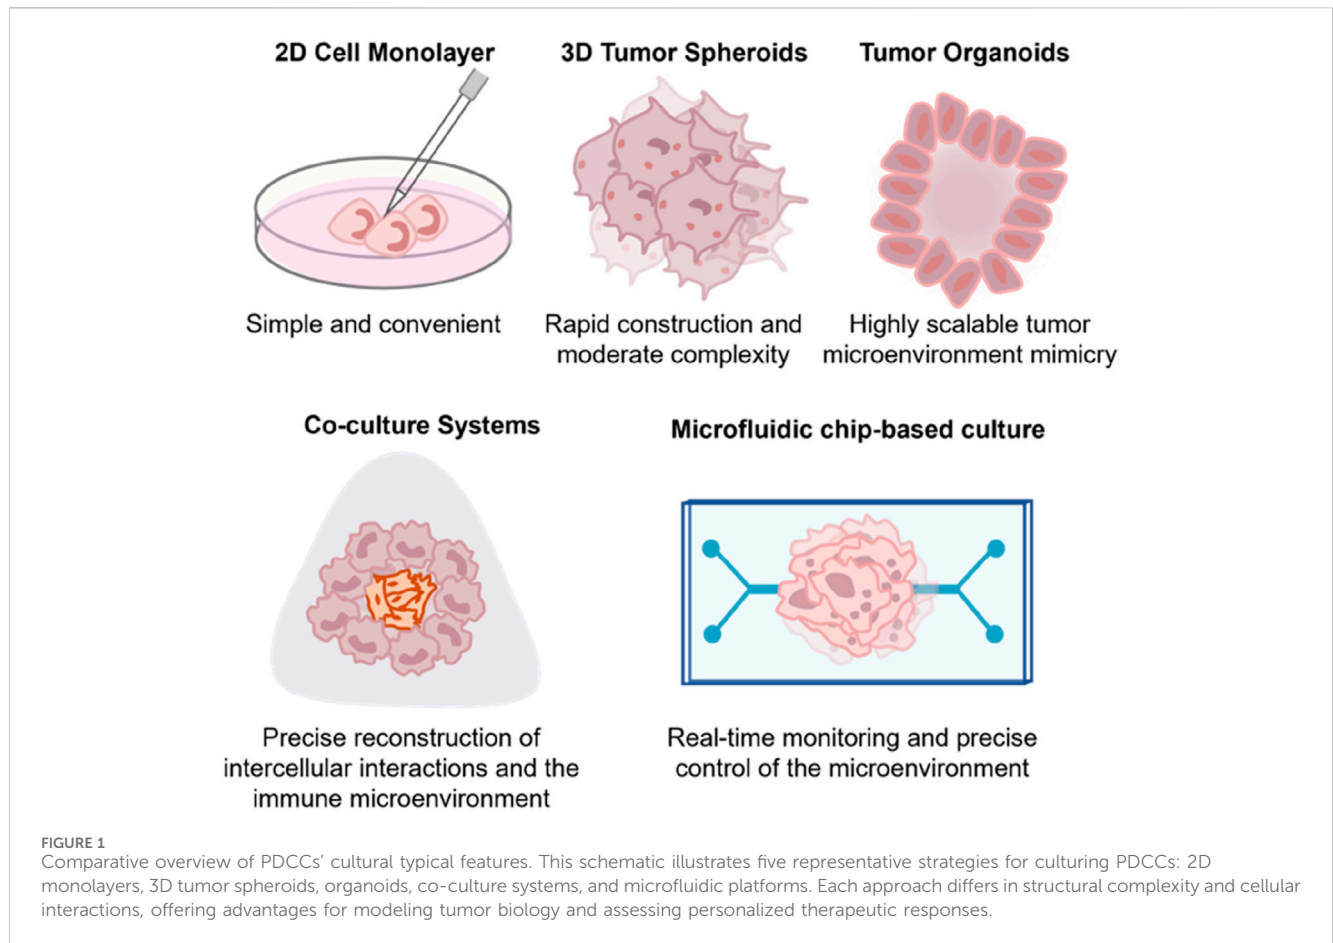 2D Cell Monolayer
3D Tumor Spheroids
Tumor Organoids
Simple and convenient
Rapid construction and
moderate complexity
Highly scalable tumor
microenvironment mimicry
Co-culture Systems
Microfluidic chip-based culture
Precise reconstruction of
intercellular interactions and the
immune microenvironment
Real-time monitoring and precise
control of the microenvironment
FIGURE 1
Comparative overview of PDCCs’ cultural typical features. This schematic illustrates five representative strategies for culturing PDCCs: 2D
monolayers, 3D tumor spheroids, organoids, co-culture systems, and microfluidic platforms. Each approach differs in structural complexity and cellular
interactions, offering advantages for modeling tumor biology and assessing personalized therapeutic responses.